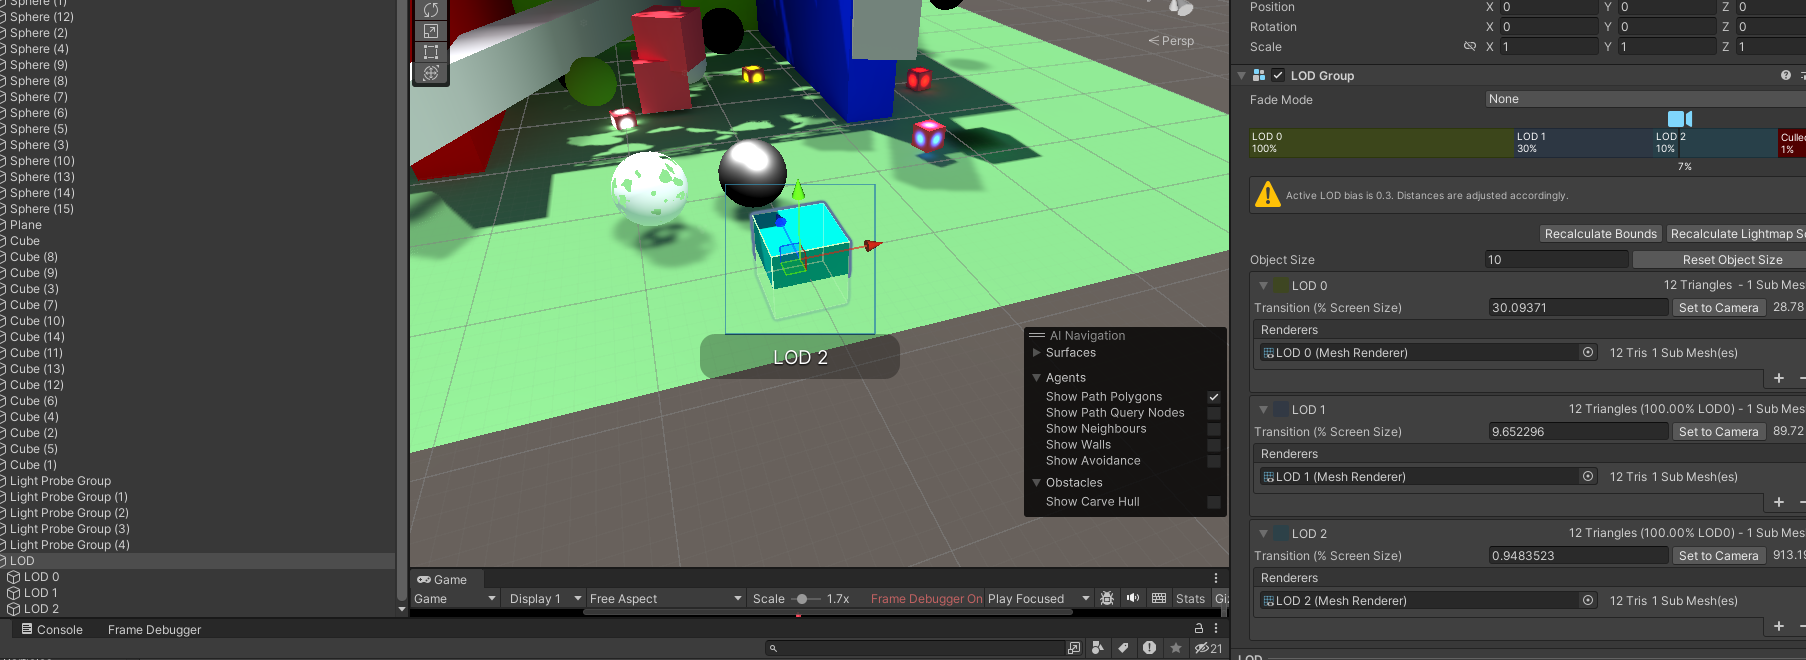 Sphere (1)
Sphere (2)
Sphere (4)
Sphere (9)
Sphere (8)
Sphere (7)
Sphere (6)
Sphere (5)
Sphere (3)
Sphere (10)
Sphere (13)
Sphere (14)
Sphere (15)
Plane
Cube
Cube (8)
Cube (9)
Cube (3)
Cube (7)
Cube (10)
Cube (14)
Cube (11)
Cube (13)
Cube (12)
Cube (6)
Cube (4)
Cube (2)
Cube (5)
Cube (1)
Light Probe Group
Light Probe Group (1)
Light Probe Group (2)
Light Probe Group (3)
Light Probe Group (4)
LOD
LOD 0
LOD 1
LOD 2
< Persp
LOD 2
AI Navigation
Surfaces
Agents
Show Path Polygons
Show Path Query Nodes
Show Neighbours
Show Walls
Show Avoidance
Obstacles
Show Carve Hull
Game
Game Display 1 Free Aspect Scale 1.7x Frame Debugger On Play Focused Stats Gi
Console Frame Debugger
21
Position X 0 Y 0 Z 0
Rotation X 0 Y 0 Z 0
Scale X 1 Y 1 Z 1
LOD Group
Fade Mode None
LOD 0 LOD 1 LOD 2 Culle
100% 30% 10% 1%
7%
Active LOD bias is 0.3. Distances are adjusted accordingly.
Recalculate Bounds Recalculate Lightmap Sc
Object Size 10 Reset Object Size
LOD 0 12 Triangles - 1 Sub Mes
Transition (% Screen Size) 30.09371 Set to Camera 28.78
Renderers
LOD 0 (Mesh Renderer) 12 Tris 1 Sub Mesh(es)
+ −
LOD 1 12 Triangles (100.00% LOD0) - 1 Sub Mes
Transition (% Screen Size) 9.652296 Set to Camera 89.72
Renderers
LOD 1 (Mesh Renderer) 12 Tris 1 Sub Mesh(es)
+ −
LOD 2 12 Triangles (100.00% LOD0) - 1 Sub Mes
Transition (% Screen Size) 0.9483523 Set to Camera 913.19
Renderers
LOD 2 (Mesh Renderer) 12 Tris 1 Sub Mesh(es)
+ −
LOD